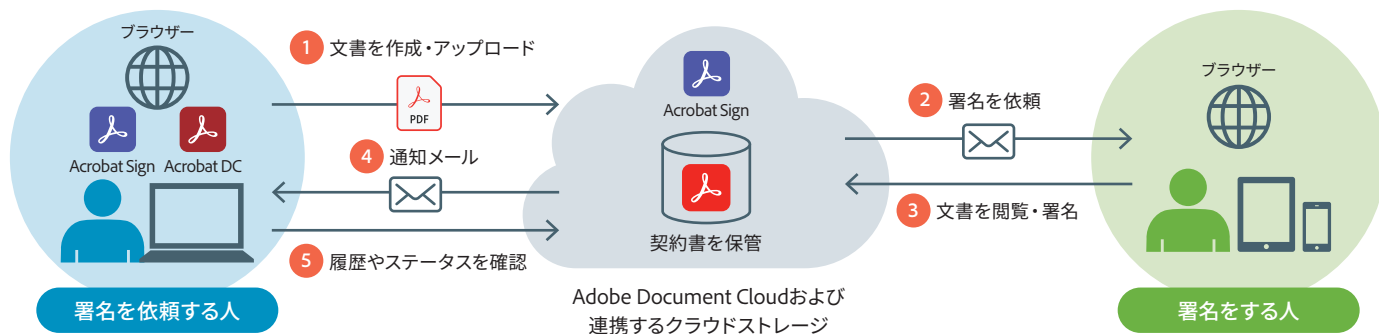 ブラウザー
Acrobat Sign
Acrobat DC
署名を依頼する人
1 文書を作成・アップロード
PDF
4 通知メール
5 履歴やステータスを確認
Acrobat Sign
契約書を保管
Adobe Document Cloudおよび
連携するクラウドストレージ
2 署名を依頼
3 文書を閲覧・署名
ブラウザー
署名をする人